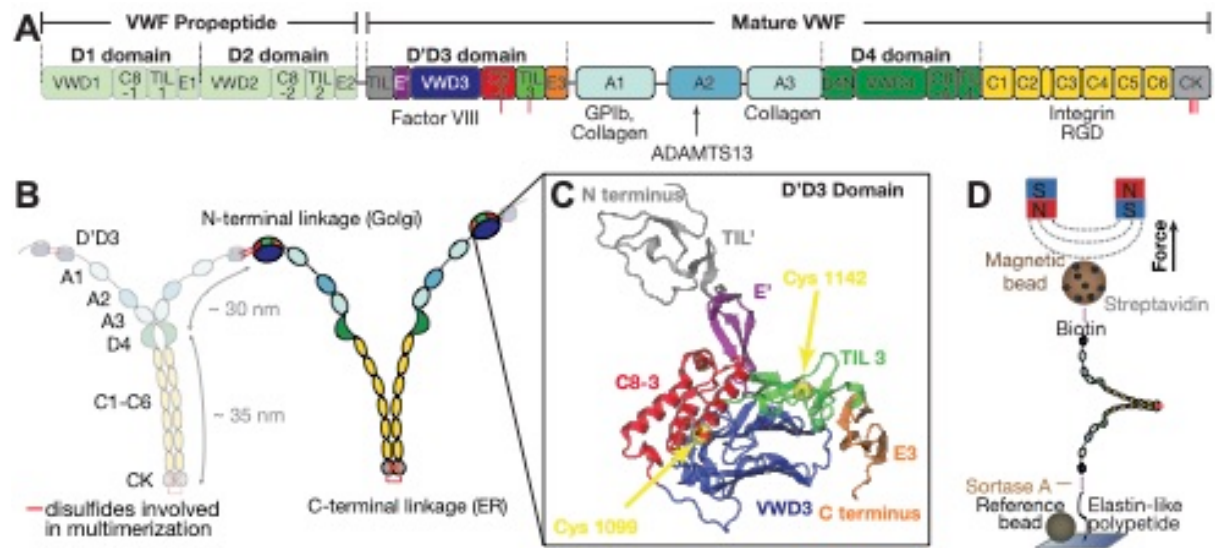 A
VWF Propeptide
Mature VWF
D1 domain
D2 domain
D'D3 domain
D4 domain
VWD1
C8
-1
TIL
1
E1
VWD2
C8
-2
TIL
2
E2
TIL
E'
VWD3
TIL
3
E3
A1
A2
A3
D4N
C1
C2
C3
C4
C5
C6
CK
Factor VIII
GPIb,
Collagen
Collagen
Integrin
RGD
ADAMTS13
B
N-terminal linkage (Golgi)
D'D3
A1
A2
A3
D4
~ 30 nm
C1-C6
~ 35 nm
CK
disulfides involved
in multimerization
C-terminal linkage (ER)
C
D'D3 Domain
N terminus
TIL'
Cys 1142
E'
TIL 3
C8-3
E3
Cys 1099
VWD3
C terminus
D
S
N
N
S
Force
Magnetic
bead
Streptavidin
Biotin
Sortase A
Reference
bead
Elastin-like
polypetide